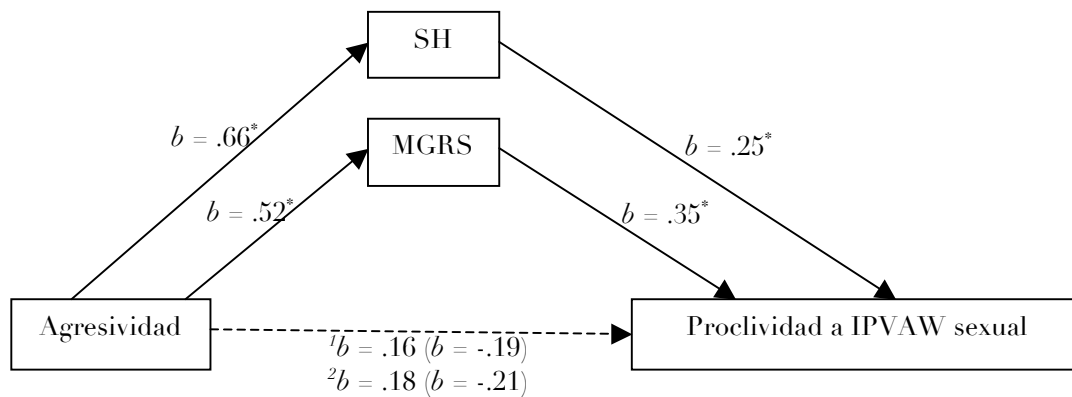 SH
b = .66*
b = .25*
MGRS
b = .52*
b = .35*
Agresividad
Proclividad a IPVAW sexual
¹b = .16 (b = -.19)
²b = .18 (b = -.21)